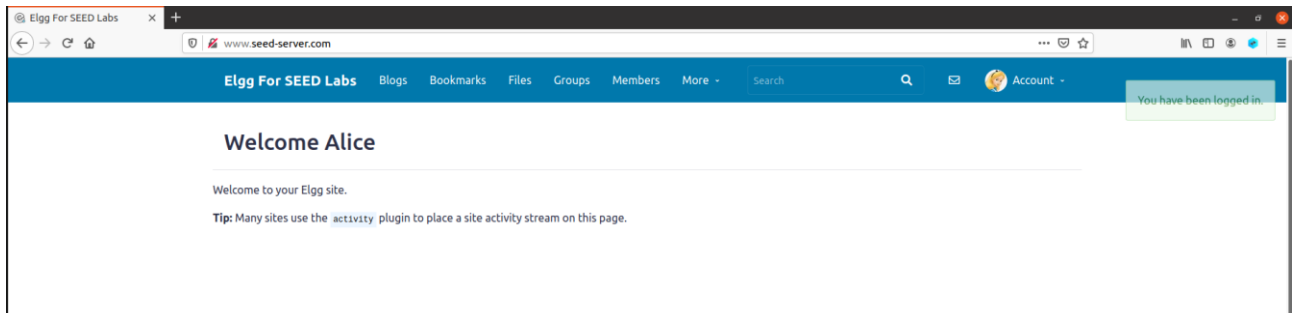 Elgg For SEED Labs
www.seed-server.com
Elgg For SEED Labs Blogs Bookmarks Files Groups Members More Search Account
You have been logged in.
Welcome Alice
Welcome to your Elgg site.
Tip: Many sites use the activity plugin to place a site activity stream on this page.